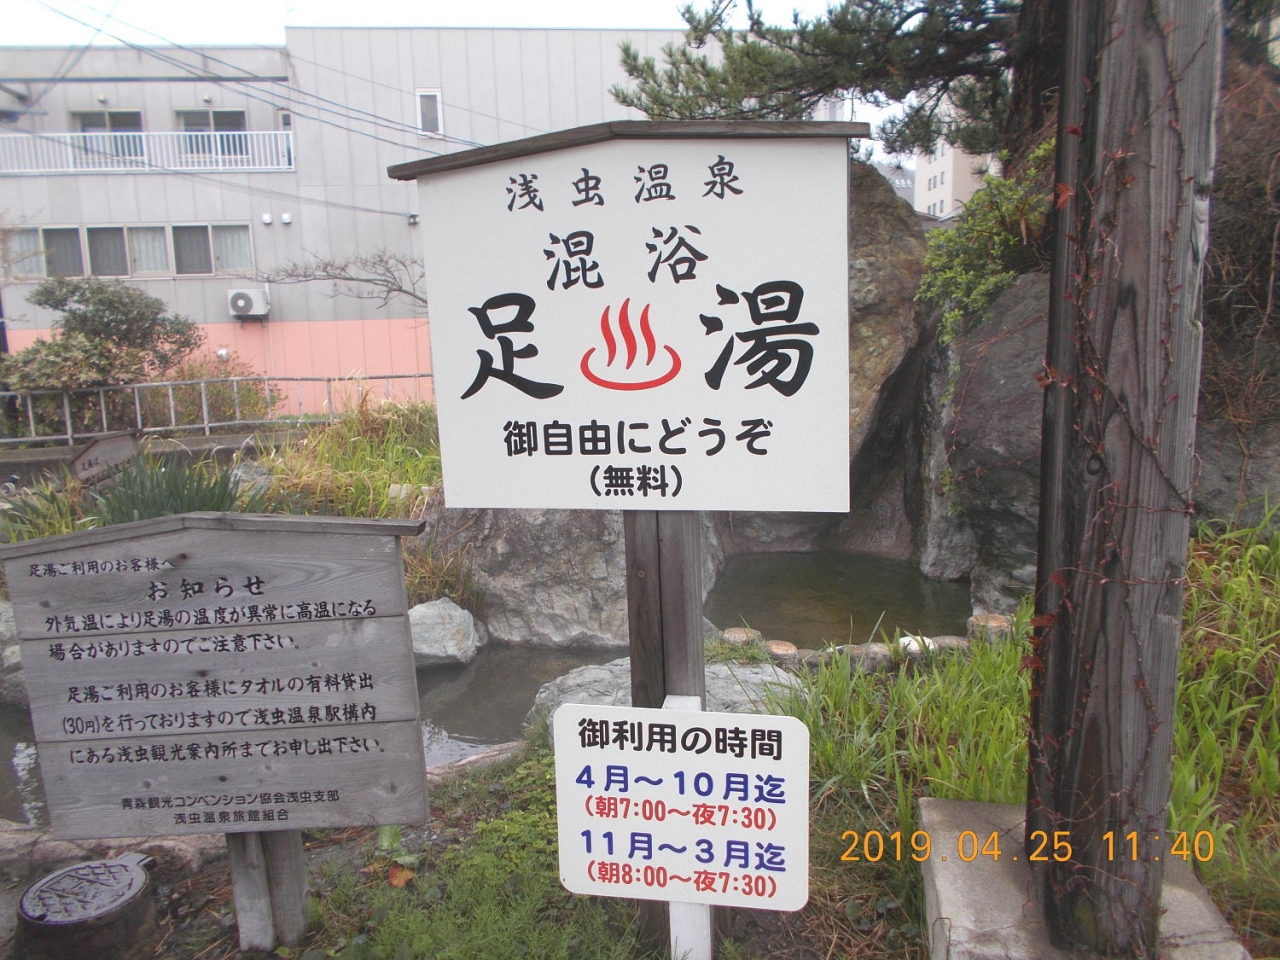 浅虫温泉
混浴
足♨湯
御自由にどうぞ
(無料)
足湯ご利用のお客様へ
お知らせ
外気温により足湯の温度が異常に高温になる
場合がありますのでご注意下さい。
足湯ご利用のお客様にタオルの有料貸出
(30円)を行っておりますので浅虫温泉駅構内
にある浅虫観光案内所までお申し出下さい。
青森観光コンベンション協会浅虫支部
浅虫温泉旅館組合
御利用の時間
4月～10月迄
(朝7:00～夜7:30)
11月～3月迄
(朝8:00～夜7:30)
2019.04.25 11:40